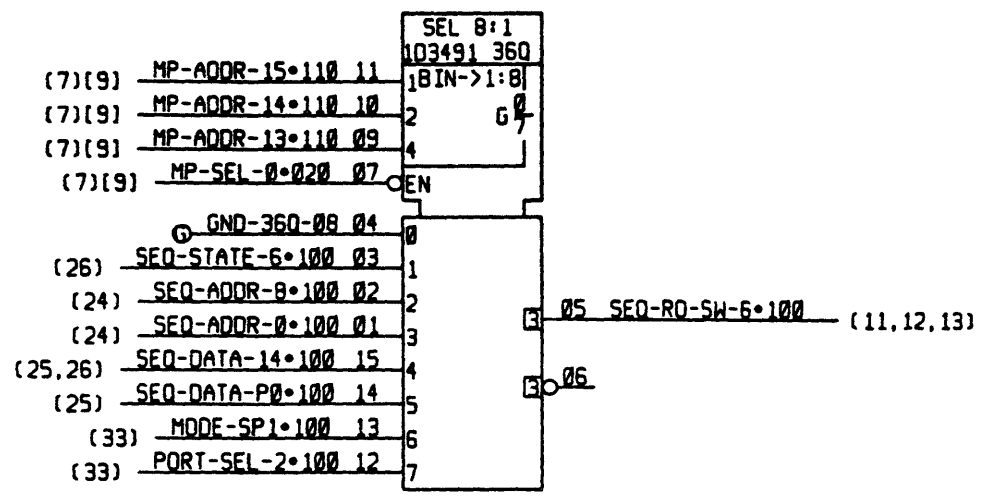 SEL 8:1
103491 36Q
(7)[9] MP-ADDR-15•110 11 1 BIN->1:8
(7)[9] MP-ADDR-14•110 10 2 G 0/7
(7)[9] MP-ADDR-13•110 09 4
(7)[9] MP-SEL-0•020 07 EN
G GND-36Q-08 04 0
(26) SEQ-STATE-6•100 03 1
(24) SEQ-ADDR-8•100 02 2
(24) SEQ-ADDR-0•100 01 3
3 05 SEQ-RD-SW-6•100 (11,12,13)
(25,26) SEQ-DATA-14•100 15 4
3 06
(25) SEQ-DATA-P0•100 14 5
(33) MODE-SP1•100 13 6
(33) PORT-SEL-2•100 12 7